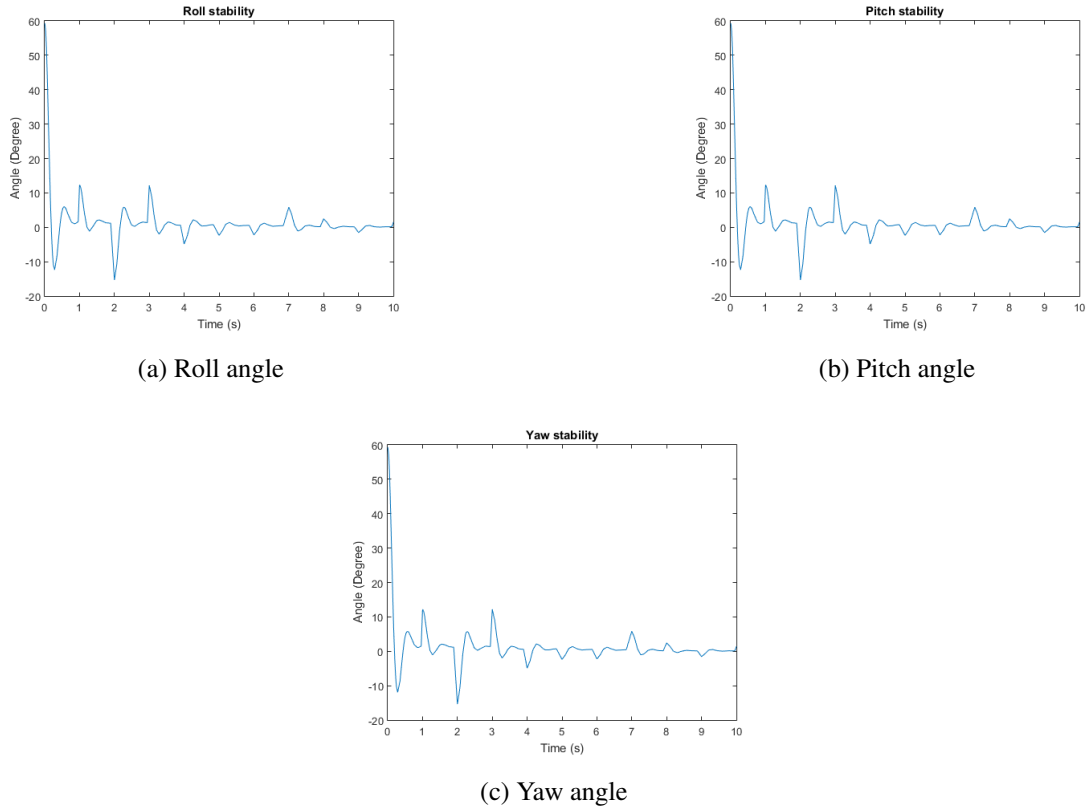 Roll stability
60
50
40
30
20
10
0
-10
-20
Angle (Degree)
0 1 2 3 4 5 6 7 8 9 10
Time (s)
(a) Roll angle
Pitch stability
60
50
40
30
20
10
0
-10
-20
Angle (Degree)
0 1 2 3 4 5 6 7 8 9 10
Time (s)
(b) Pitch angle
Yaw stability
60
50
40
30
20
10
0
-10
-20
Angle (Degree)
0 1 2 3 4 5 6 7 8 9 10
Time (s)
(c) Yaw angle